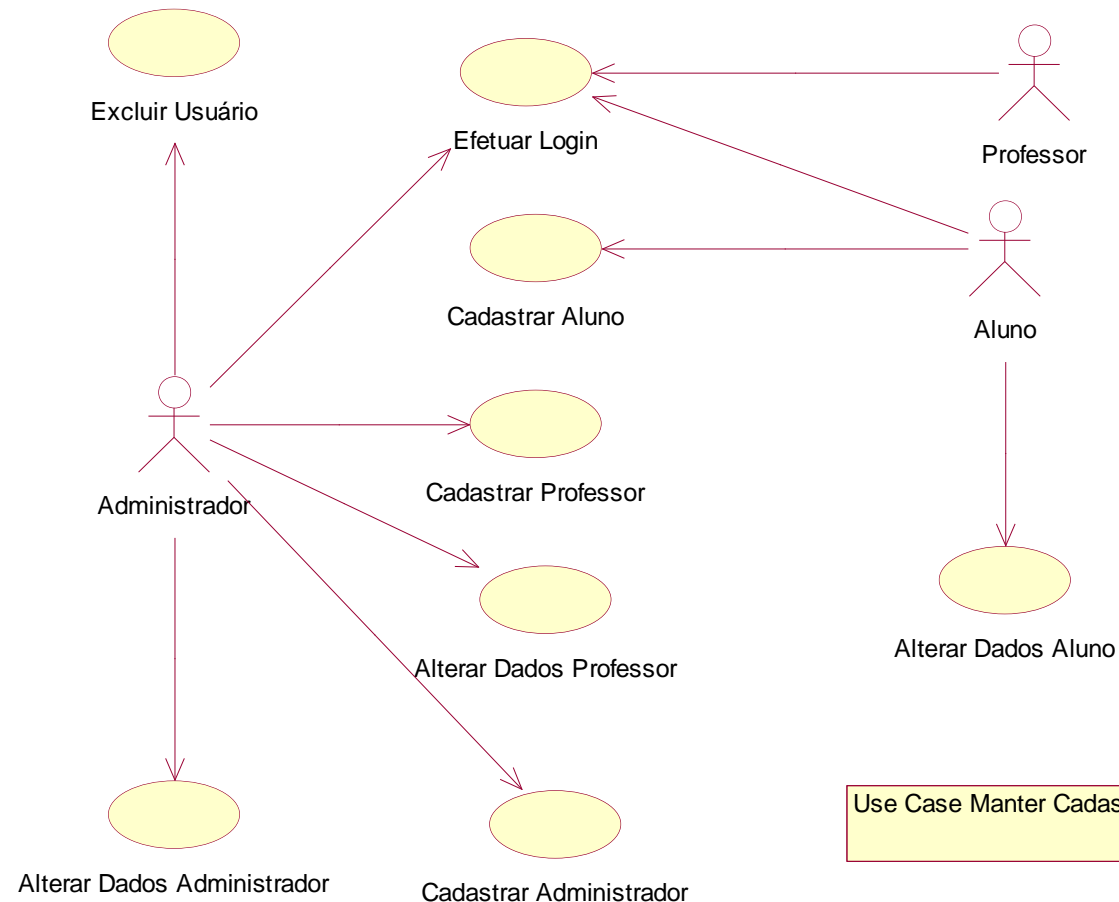 Excluir Usuário
Efetuar Login
Professor
Cadastrar Aluno
Aluno
Cadastrar Professor
Administrador
Alterar Dados Professor
Alterar Dados Aluno
Use Case Manter
Alterar Dados Administrador
Cadastrar Administrador